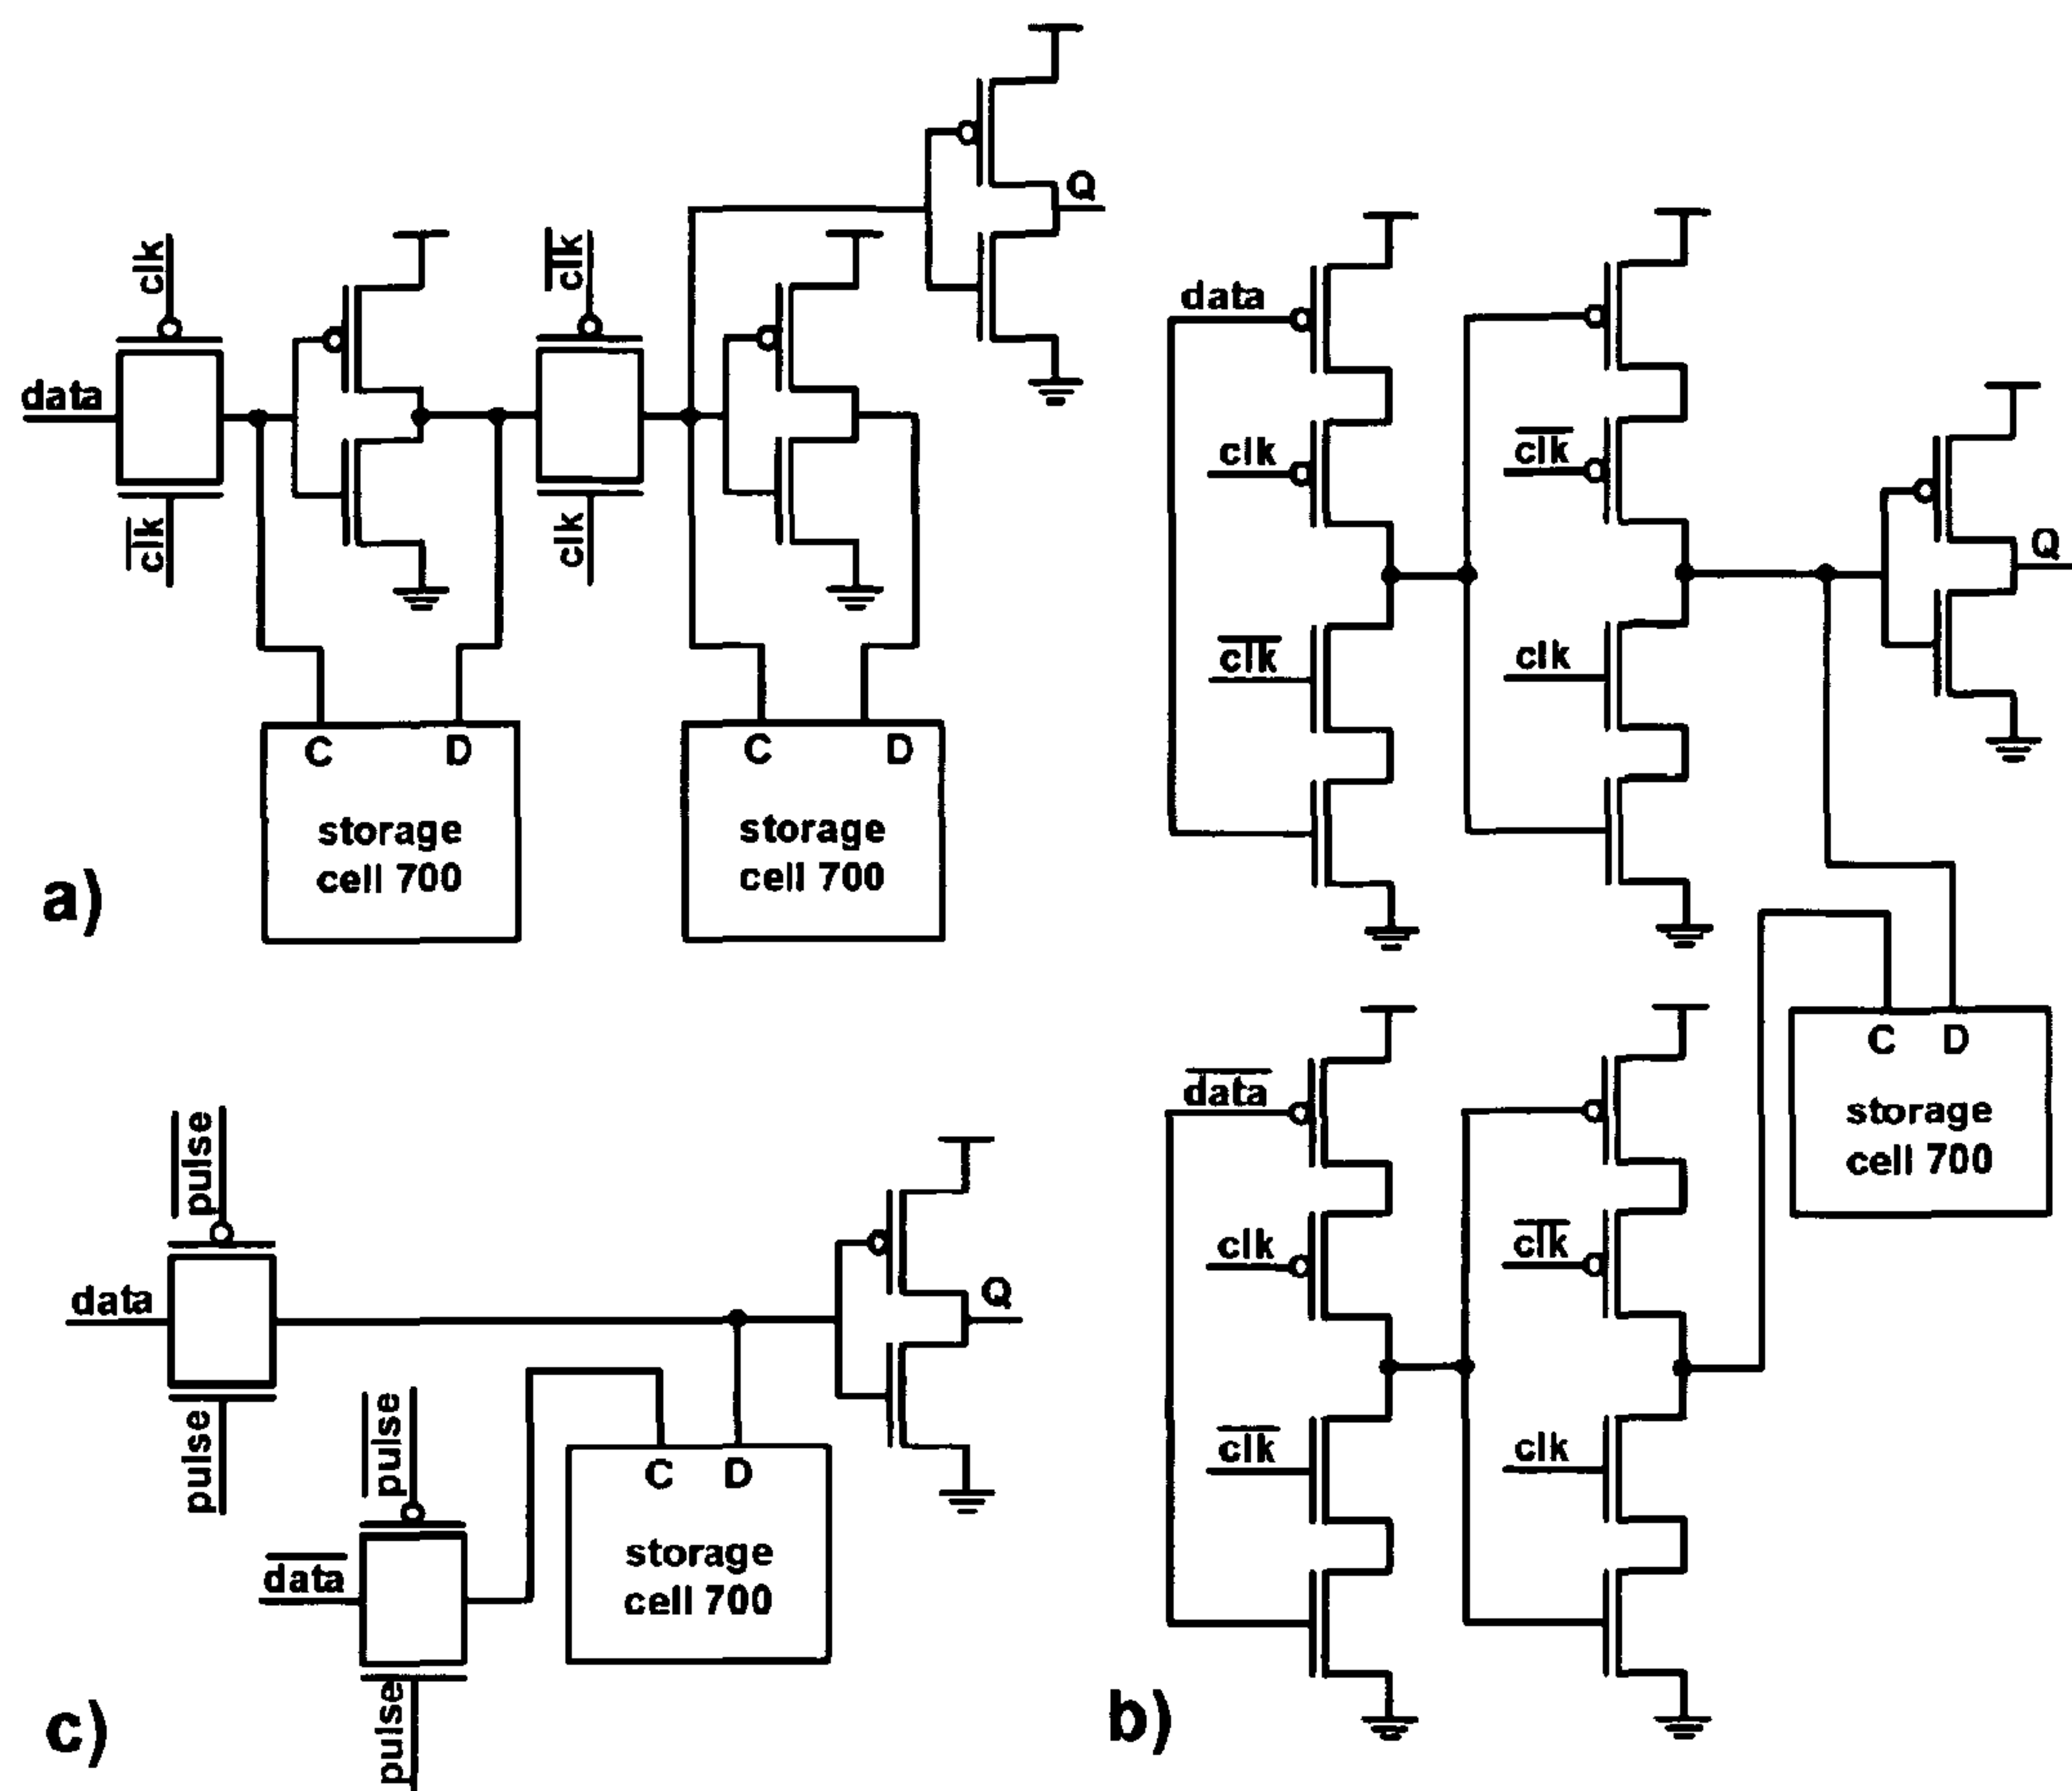 clk
data
clk̅
clk̅
clk
Q
C
D
storage
cell 700
C
D
storage
cell 700
a)
data
clk
clk̅
clk̅
clk
Q
C D
storage
cell 700
data̅
clk
clk̅
clk̅
clk
b)
pulse̅
data
pulse
Q
pulse̅
data̅
pulse
C D
storage
cell 700
c)